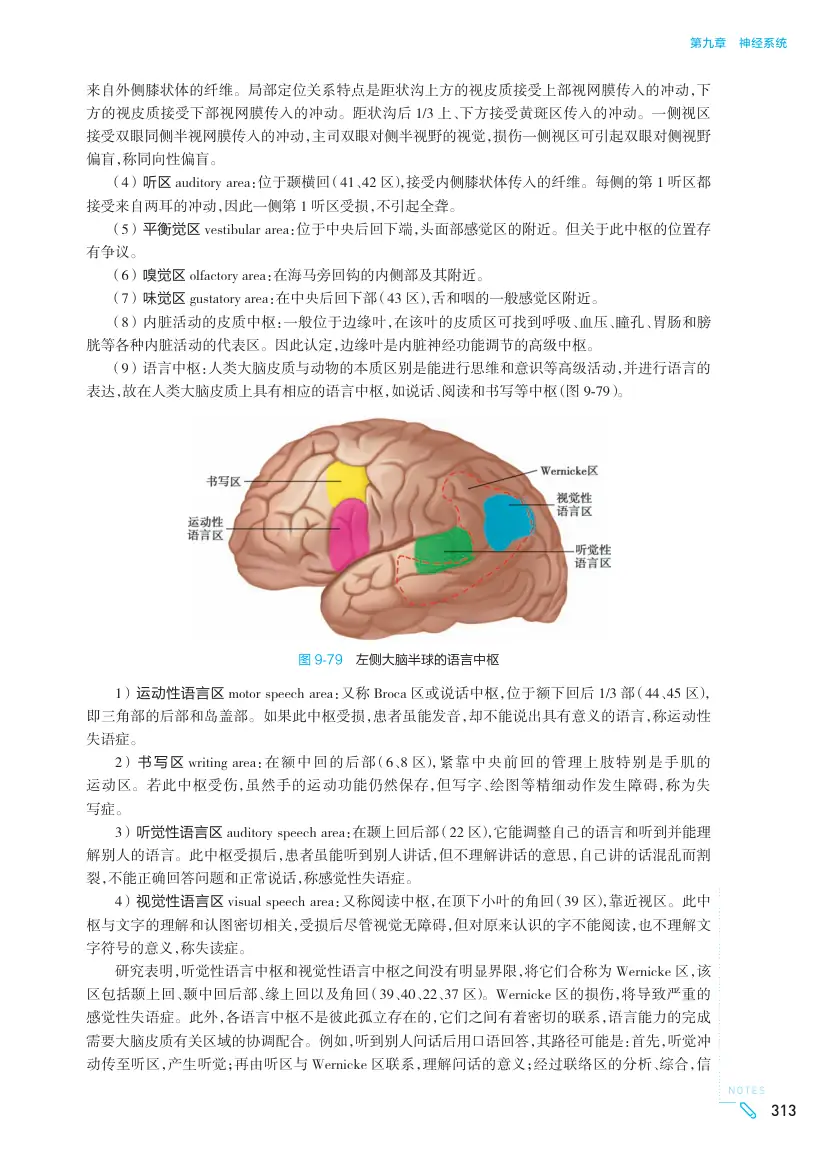 第九章 神经系统
来自外侧膝状体的纤维。局部定位关系特点是距状沟上方的视皮质接受上部视网膜传入的冲动,下
方的视皮质接受下部视网膜传入的冲动。距状沟后 1/3 上、下方接受黄斑区传入的冲动。一侧视区
接受双眼同侧半视网膜传入的冲动,主司双眼对侧半视野的视觉,损伤一侧视区可引起双眼对侧视野
偏盲,称同向性偏盲。
(4)听区 auditory area:位于颞横回(41、42 区),接受内侧膝状体传入的纤维。每侧的第 1 听区都
接受来自两耳的冲动,因此一侧第 1 听区受损,不引起全聋。
(5)平衡觉区 vestibular area:位于中央后回下端,头面部感觉区的附近。但关于此中枢的位置存
有争议。
(6)嗅觉区 olfactory area:在海马旁回钩的内侧部及其附近。
(7)味觉区 gustatory area:在中央后回下部(43 区),舌和咽的一般感觉区附近。
(8)内脏活动的皮质中枢:一般位于边缘叶,在该叶的皮质区可找到呼吸、血压、瞳孔、胃肠和膀
胱等各种内脏活动的代表区。因此认定,边缘叶是内脏神经功能调节的高级中枢。
(9)语言中枢:人类大脑皮质与动物的本质区别是能进行思维和意识等高级活动,并进行语言的
表达,故在人类大脑皮质上具有相应的语言中枢,如说话、阅读和书写等中枢(图 9-79)。
书写区
运动性
语言区
Wernicke区
视觉性
语言区
听觉性
语言区
图 9-79 左侧大脑半球的语言中枢
1)运动性语言区 motor speech area:又称 Broca 区或说话中枢,位于额下回后 1/3 部(44、45 区),
即三角部的后部和岛盖部。如果此中枢受损,患者虽能发音,却不能说出具有意义的语言,称运动性
失语症。
2)书写区 writing area:在额中回的后部(6、8 区),紧靠中央前回的管理上肢特别是手肌的
运动区。若此中枢受伤,虽然手的运动功能仍然保存,但写字、绘图等精细动作发生障碍,称为失
写症。
3)听觉性语言区 auditory speech area:在颞上回后部(22 区),它能调整自己的语言和听到并能理
解别人的语言。此中枢受损后,患者虽能听到别人讲话,但不理解讲话的意思,自己讲的话混乱而割
裂,不能正确回答问题和正常说话,称感觉性失语症。
4)视觉性语言区 visual speech area:又称阅读中枢,在顶下小叶的角回(39 区),靠近视区。此中
枢与文字的理解和认图密切相关,受损后尽管视觉无障碍,但对原来认识的字不能阅读,也不理解文
字符号的意义,称失读症。
研究表明,听觉性语言中枢和视觉性语言中枢之间没有明显界限,将它们合称为 Wernicke 区,该
区包括颞上回、颞中回后部、缘上回以及角回(39、40、22、37 区)。Wernicke 区的损伤,将导致严重的
感觉性失语症。此外,各语言中枢不是彼此孤立存在的,它们之间有着密切的联系,语言能力的完成
需要大脑皮质有关区域的协调配合。例如,听到别人问话后用口语回答,其路径可能是:首先,听觉冲
动传至听区,产生听觉;再由听区与 Wernicke 区联系,理解问话的意义;经过联络区的分析、综合,信
NOTES
313